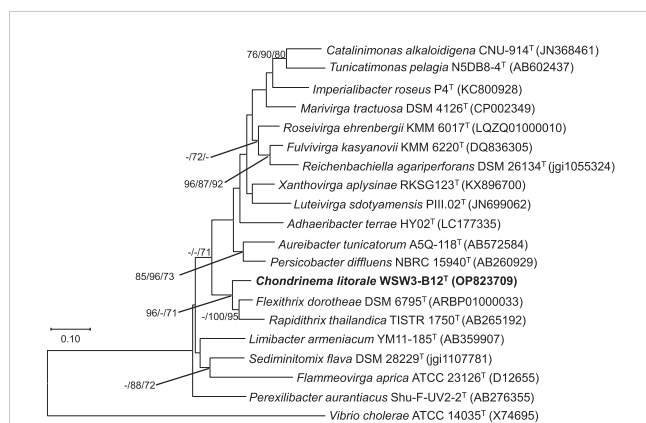 76/90/80
Catalinimonas alkaloidigena CNU-914ᵀ (JN368461)
Tunicatimonas pelagia N5DB8-4ᵀ (AB602437)
Imperialibacter roseus P4ᵀ (KC800928)
Marivirga tractuosa DSM 4126ᵀ (CP002349)
Roseivirga ehrenbergii KMM 6017ᵀ (LQZQ01000010)
-/72/-
Fulvivirga kasyanovii KMM 6220ᵀ (DQ836305)
Reichenbachiella agariperforans DSM 26134ᵀ (jgi1055324)
96/87/92
Xanthovirga aplysinae RKSG123ᵀ (KX896700)
Luteivirga sdotyamensis PIII.02ᵀ (JN699062)
Adhaeribacter terrae HY02ᵀ (LC177335)
-/-/71
Aureibacter tunicatorum A5Q-118ᵀ (AB572584)
Persicobacter diffluens NBRC 15940ᵀ (AB260929)
85/96/73
Chondrinema litorale WSW3-B12ᵀ (OP823709)
Flexithrix dorotheae DSM 6795ᵀ (ARBP01000033)
96/-/71
-/100/95
Rapidithrix thailandica TISTR 1750ᵀ (AB265192)
0.10
Limibacter armeniacum YM11-185ᵀ (AB359907)
Sediminitomix flava DSM 28229ᵀ (jgi1107781)
-/88/72
Flammeovirga aprica ATCC 23126ᵀ (D12655)
Perexilibacter aurantiacus Shu-F-UV2-2ᵀ (AB276355)
Vibrio cholerae ATCC 14035ᵀ (X74695)